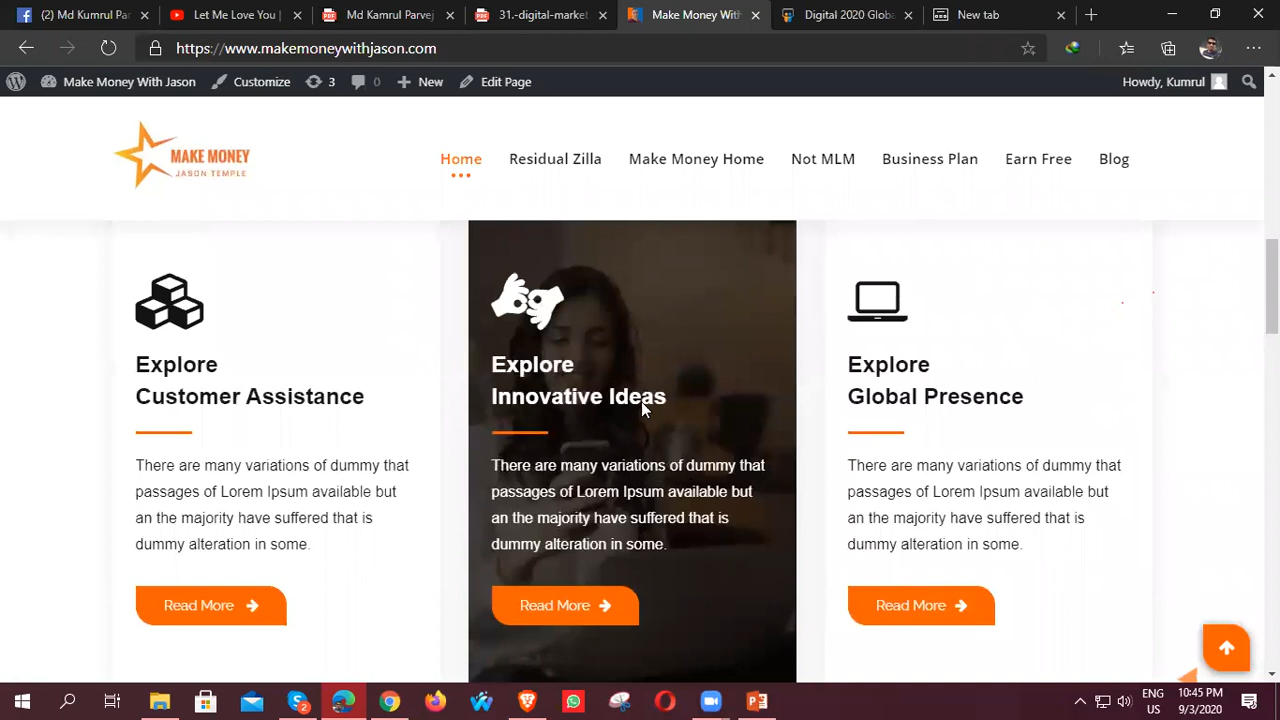 (2) Md Kumrul Par
Let Me Love You |
Md Kamrul Parvej
31.-digital-market
Make Money With
Digital 2020 Globa
New tab
https://www.makemoneywithjason.com
Make Money With Jason
Customize
3
0
New
Edit Page
Howdy, Kumrul
MAKE MONEY
JASON TEMPLE
Home
Residual Zilla
Make Money Home
Not MLM
Business Plan
Earn Free
Blog
Explore
Customer Assistance
There are many variations of dummy that
passages of Lorem Ipsum available but
an the majority have suffered that is
dummy alteration in some.
Read More
Explore
Innovative Ideas
There are many variations of dummy that
passages of Lorem Ipsum available but
an the majority have suffered that is
dummy alteration in some.
Read More
Explore
Global Presence
There are many variations of dummy that
passages of Lorem Ipsum available but
an the majority have suffered that is
dummy alteration in some.
Read More
ENG
US
10:45 PM
9/3/2020